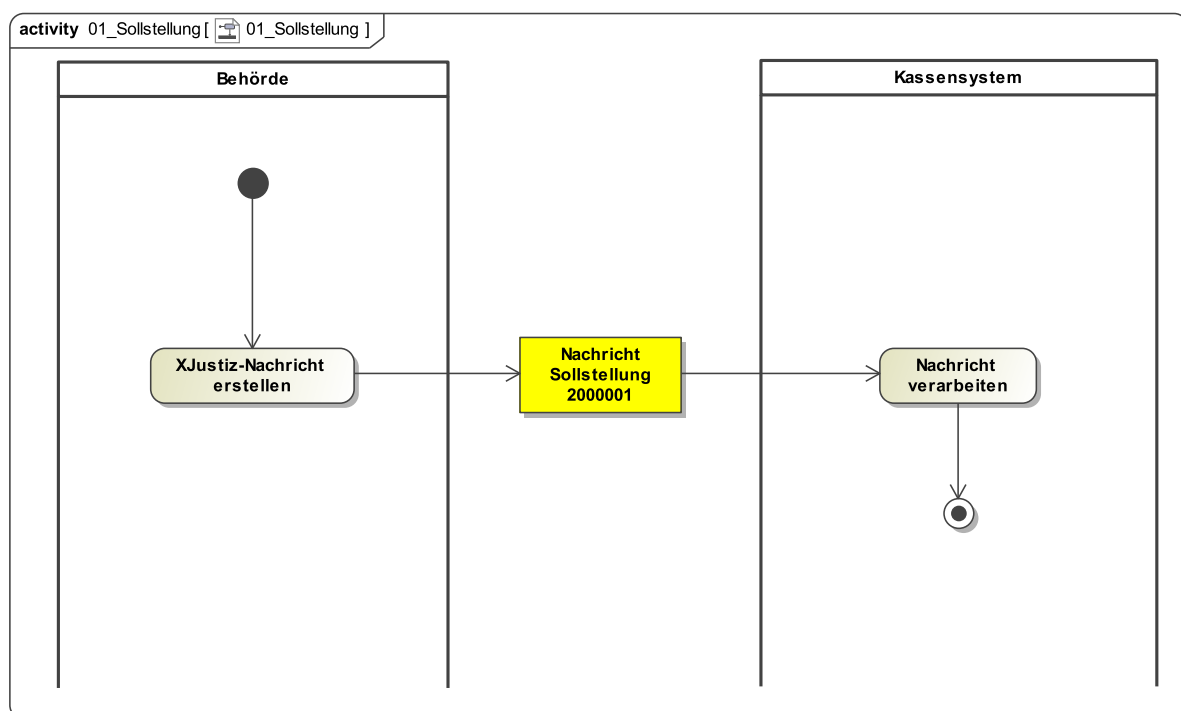 activity 01_Sollstellung [ 01_Sollstellung ]
Behörde
Kassensystem
XJustiz-Nachricht
erstellen
Nachricht
Sollstellung
2000001
Nachricht
verarbeiten